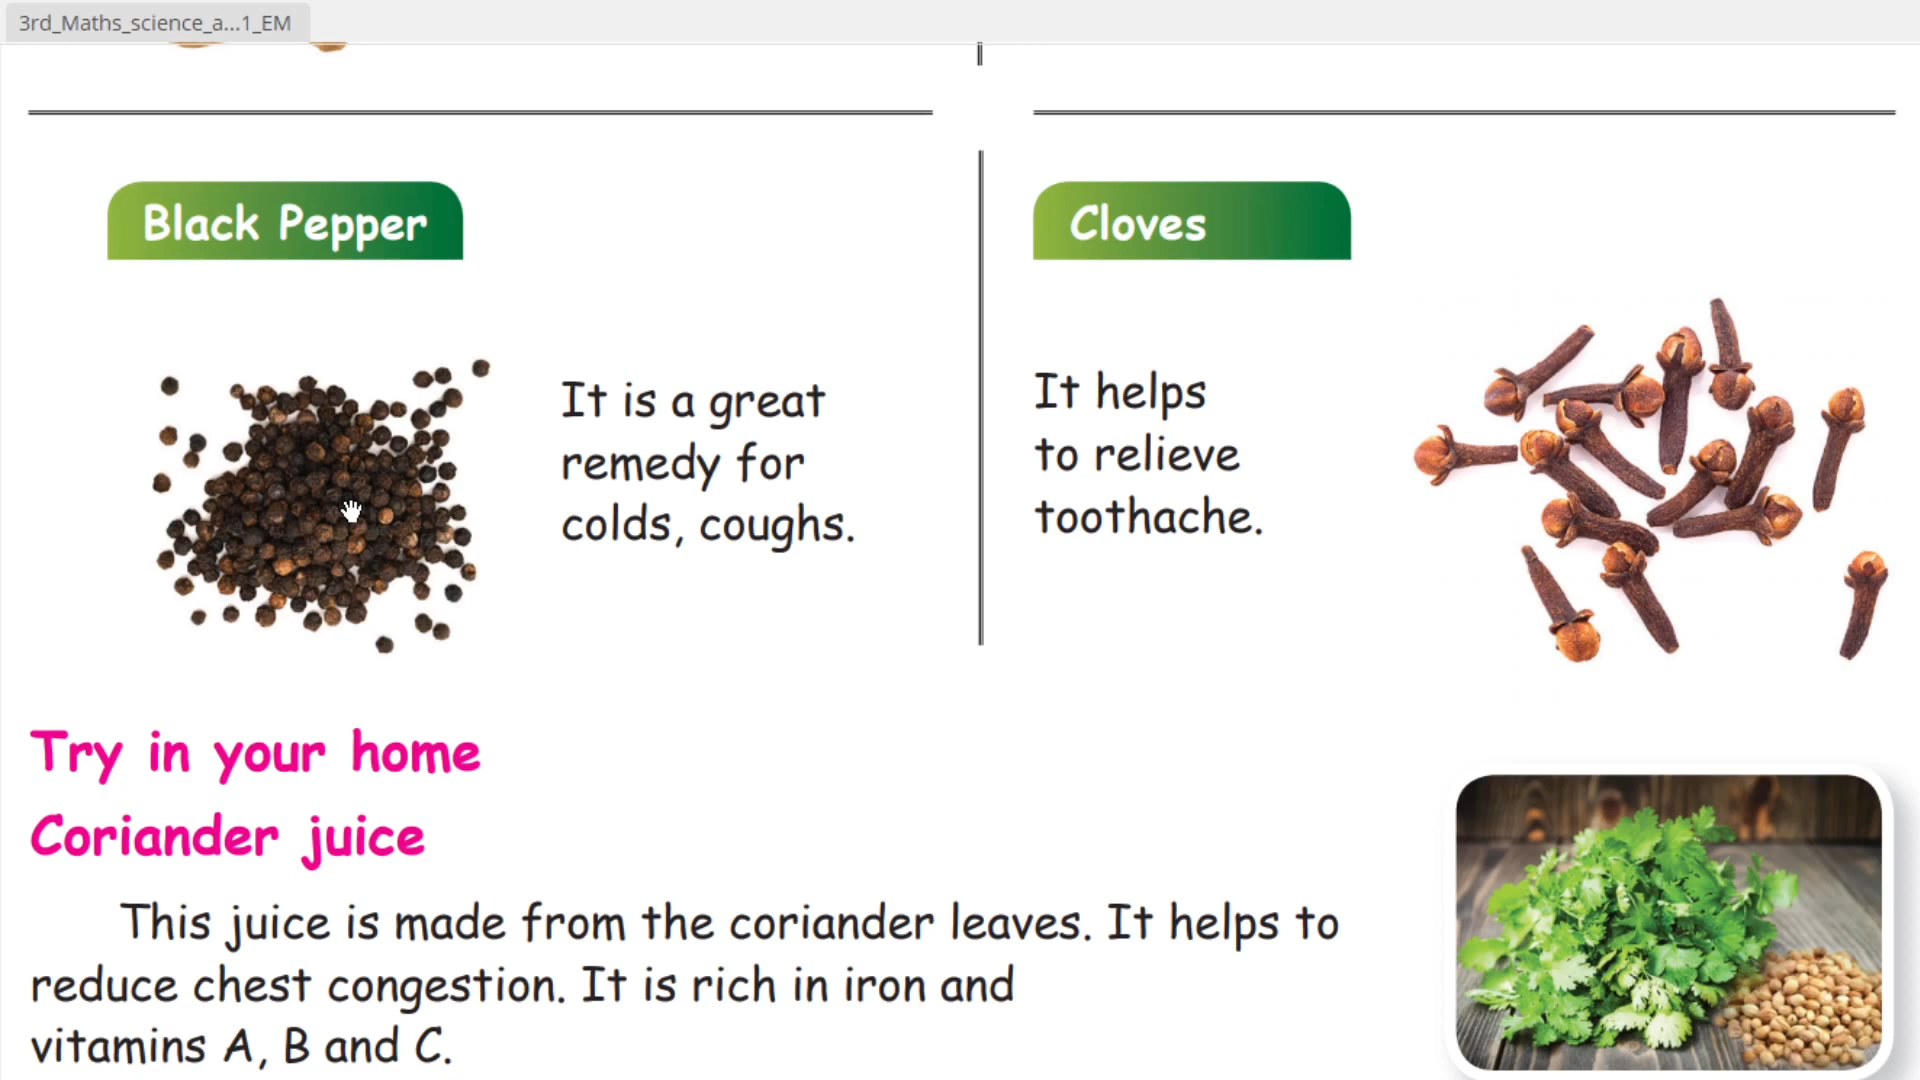 3rd_Maths_science_a...1_EM
Black Pepper
It is a great
remedy for
colds, coughs.
Cloves
It helps
to relieve
toothache.
Try in your home
Coriander juice
This juice is made from the coriander leaves. It helps to
reduce chest congestion. It is rich in iron and
vitamins A, B and C.